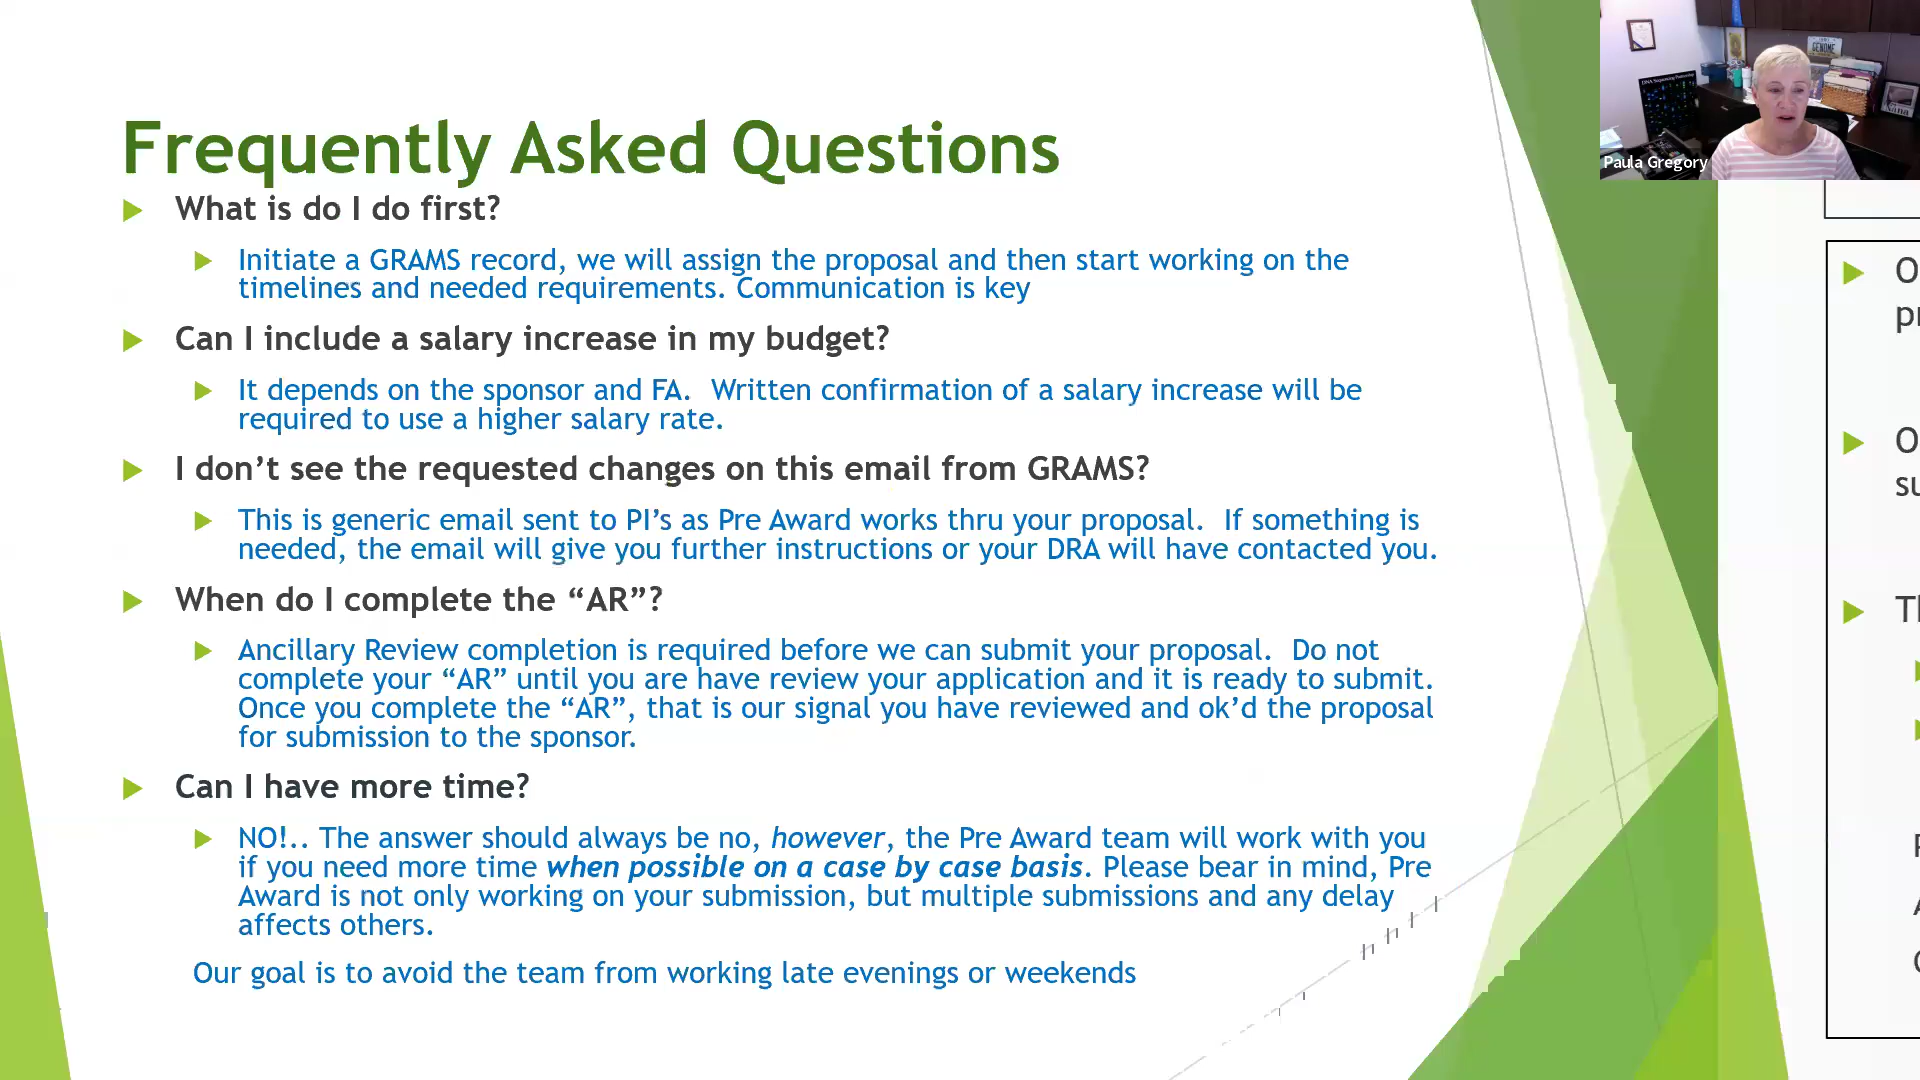 Frequently Asked Questions
What is do I do first?
Initiate a GRAMS record, we will assign the proposal and then start working on the
timelines and needed requirements. Communication is key
Can I include a salary increase in my budget?
It depends on the sponsor and FA.  Written confirmation of a salary increase will be
required to use a higher salary rate.
I don’t see the requested changes on this email from GRAMS?
This is generic email sent to PI’s as Pre Award works thru your proposal.  If something is
needed, the email will give you further instructions or your DRA will have contacted you.
When do I complete the “AR”?
Ancillary Review completion is required before we can submit your proposal.  Do not
complete your “AR” until you are have review your application and it is ready to submit.
Once you complete the “AR”, that is our signal you have reviewed and ok’d the proposal
for submission to the sponsor.
Can I have more time?
NO!.. The answer should always be no, however, the Pre Award team will work with you
if you need more time when possible on a case by case basis. Please bear in mind, Pre
Award is not only working on your submission, but multiple submissions and any delay
affects others.
Our goal is to avoid the team from working late evenings or weekends
GENOME
Paula Gregory